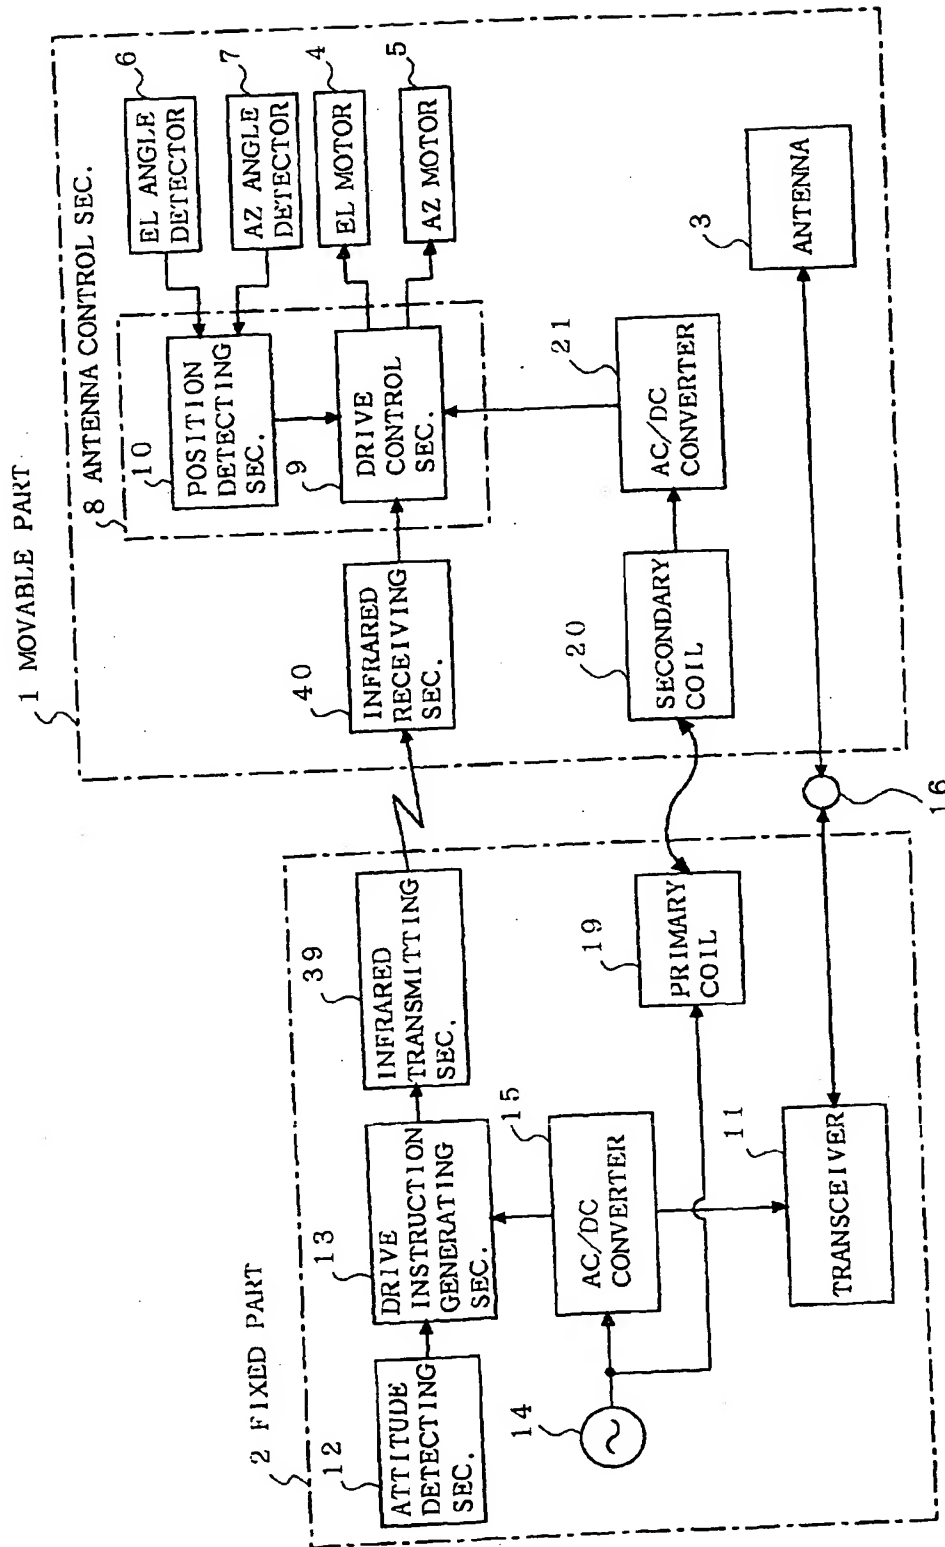 1 MOVABLE PART
8 ANTENNA CONTROL SEC.
6
EL ANGLE
DETECTOR
7
AZ ANGLE
DETECTOR
4
EL MOTOR
5
AZ MOTOR
10
POSITION
DETECTING
SEC.
9
DRIVE
CONTROL
SEC.
40
INFRARED
RECEIVING
SEC.
21
AC/DC
CONVERTER
20
SECONDARY
COIL
3
ANTENNA
16
2 FIXED PART
12
ATTITUDE
DETECTING
SEC.
13
DRIVE
INSTRUCTION
GENERATING
SEC.
39
INFRARED
TRANSMITTING
SEC.
14
15
AC/DC
CONVERTER
19
PRIMARY
COIL
11
TRANSCEIVER